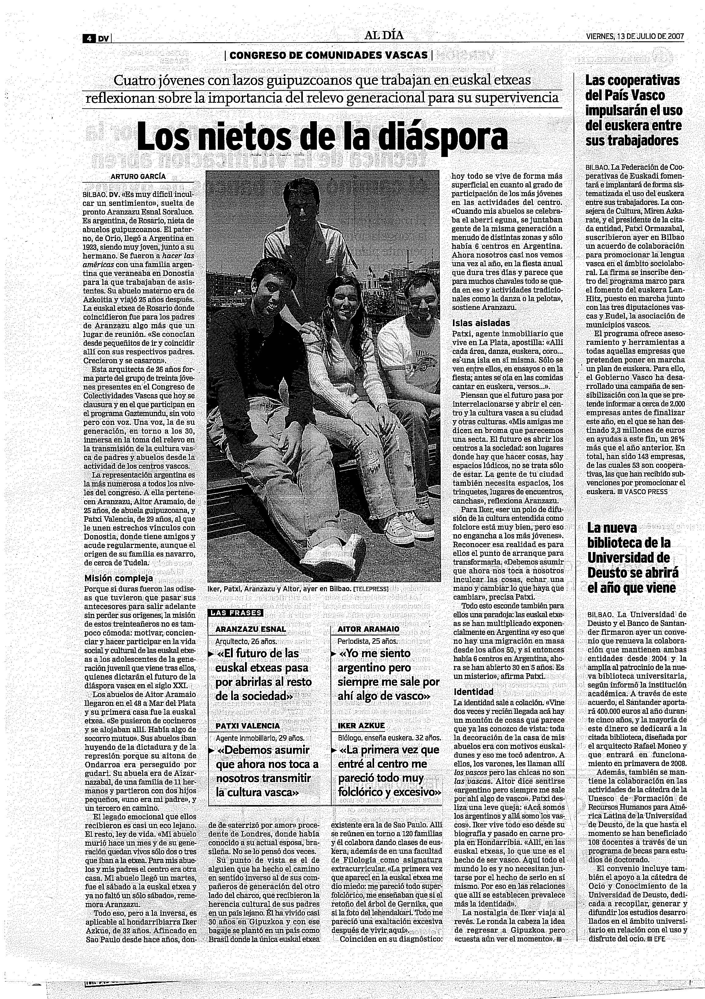 4 DV
AL DÍA
VIERNES, 13 DE JULIO DE 2007
CONGRESO DE COMUNIDADES VASCAS
Cuatro jóvenes con lazos guipuzcoanos que trabajan en euskal etxeas
reflexionan sobre la importancia del relevo generacional para su supervivencia
Los nietos de la diáspora
ARTURO GARCÍA
BILBAO. DV. «Es muy difícil incul-
car un sentimiento», suelta de
pronto Aranzazu Esnal Soraluce.
Es argentina, de Rosario, nieta de
abuelos guipuzcoanos. El pater-
no, de Orio, llegó a Argentina en
1923, siendo muy joven, junto a su
hermano. Se fueron a hacer las
américas con una familia argen-
tina que veraneaba en Donostia
para la que trabajaban de asis-
tentes. Su abuelo materno era de
Azkoitia y viajó 25 años después.
La euskal etxea de Rosario donde
coincidieron fue para los padres
de Aranzazu algo más que un
lugar de reunión. «Se conocían
desde pequeñitos de ir y coincidir
allí con sus respectivos padres.
Crecieron y se casaron».
Esta arquitecta de 26 años for-
ma parte del grupo de treinta jóve-
nes presentes en el Congreso de
Colectividades Vascas que hoy se
clausura y en el que participan en
el programa Gaztemundu, sin voto
pero con voz. Una voz, la de su
generación, en torno a los 30,
inmersa en la toma del relevo en
la transmisión de la cultura vas-
ca de padres y abuelos desde la
actividad de los centros vascos.
La representación argentina es
la más numerosa a todos los nive-
les del congreso. A ella pertene-
cen Aranzazu, Aitor Aramaio, de
25 años, de abuela guipuzcoana, y
Patxi Valencia, de 29 años, al que
le unen estrechos vínculos con
Donostia, donde tiene amigos y
acude regularmente, aunque el
origen de su familia es navarro,
de cerca de Tudela.
Misión compleja
Porque si duras fueron las odise-
as que tuvieron que pasar sus
antecesores para salir adelante
sin perder sus orígenes, la misión
de estos treinteañeros no es tam-
poco cómoda: motivar, concien-
ciar y hacer participar en la vida
social y cultural de las euskal etxe-
as a los adolescentes de la gene-
ración juvenil que viene tras ellos,
quienes dictarán el futuro de la
diáspora vasca en el siglo XXI.
Los abuelos de Aitor Aramaio
llegaron en el 48 a Mar del Plata
y su primera casa fue la euskal
etxea. «Se pusieron de cocineros
y se alojaban allí. Había algo de
socorro mutuo». Sus abuelos iban
huyendo de la dictadura y de la
represión porque su aitona de
Ondarroa era perseguido por
gudari. Su abuela era de Aizar-
nazabal, de una familia de 11 her-
manos y partieron con dos hijos
pequeños, «uno era mi padre», y
un tercero en camino.
El legado emocional que ellos
recibieron es casi un eco lejano.
El resto, ley de vida. «Mi abuelo
murió hace un mes y de su gene-
ración quedan vivos sólo dos o tres
que iban a la etxea. Para mis abue-
los y mis padres el centro era otra
casa. Mi abuelo llegó un martes,
fue el sábado a la euskal etxea y
ya no faltó un sólo sábado», reme-
mora Aranzazu.
Todo eso, pero a la inversa, es
aplicable al hondarribiarra Iker
Azkue, de 32 años. Afincado en
Sao Paulo desde hace años, don-
Iker, Patxi, Aranzazu y Aitor, ayer en Bilbao. [TELEPRESS]
LAS FRASES
ARANZAZU ESNAL
Arquitecto, 26 años.
«El futuro de las
euskal etxeas pasa
por abrirlas al resto
de la sociedad»
AITOR ARAMAIO
Periodista, 25 años.
«Yo me siento
argentino pero
siempre me sale por
ahí algo de vasco»
PATXI VALENCIA
Agente inmobiliario, 29 años.
«Debemos asumir
que ahora nos toca a
nosotros transmitir
la cultura vasca»
IKER AZKUE
Biólogo, enseña euskera. 32 años.
«La primera vez que
entré al centro me
pareció todo muy
folclórico y excesivo»
de de «aterrizó por amor» proce-
dente de Londres, donde había
conocido a su actual esposa, bra-
sileña. No se lo pensó dos veces.
Su punto de vista es el de
alguien que ha hecho el camino
en sentido inverso al de sus com-
pañeros de generación del otro
lado del charco, que recibieron la
herencia cultural de sus padres
en un país lejano. Él ha vivido casi
30 años en Gipuzkoa y con ese
bagaje se plantó en un país como
Brasil donde la única euskal etxea
existente era la de Sao Paulo. Allí
se reúnen en torno a 120 familias
y él colabora dando clases de eus-
kera, además de en una facultad
de Filología como asignatura
extracurricular. «La primera vez
que aparecí en la euskal etxea me
dio miedo: me pareció todo super-
folclórico, me enseñaban que si el
retoño del árbol de Gernika, que
si la foto del lehendakari. Todo me
pareció una exaltación excesiva
después de vivir aquí».
Coinciden en su diagnóstico:
hoy todo se vive de forma más
superficial en cuanto al grado de
participación de los más jóvenes
en las actividades del centro.
«Cuando mis abuelos se celebra-
ba el aberri eguna, se juntaban
gente de la misma generación a
menudo de distintas zonas y sólo
había 6 centros en Argentina.
Ahora nosotros casi nos vemos
una vez al año, en la fiesta anual
que dura tres días y parece que
para muchos chavales todo se que-
da en eso y actividades tradicio-
nales como la danza o la pelota»,
sostiene Aranzazu.
Islas aisladas
Patxi, agente inmobiliario que
vive en La Plata, apostilla: «Allí
cada área, danza, euskera, coro...
es una isla en sí misma. Sólo se
ven entre ellos, en ensayos o en la
fiesta; antes se oía en las comidas
cantar en euskera, versos...».
Piensan que el futuro pasa por
interrelacionarse y abrir el cen-
tro y la cultura vasca a su ciudad
y otras culturas. «Mis amigas me
dicen en broma que parecemos
una secta. El futuro es abrir los
centros a la sociedad: son lugares
donde hay que hacer cosas, hay
espacios lúdicos, no se trata sólo
de estar. La gente de tu ciudad
también necesita espacios, los
trinquetes, lugares de encuentros,
canchas», reflexiona Aranzazu.
Para Iker, «ser un polo de difu-
sión de la cultura entendida como
folclore está muy bien, pero eso
no engancha a los más jóvenes».
Reconocer esa realidad es para
ellos el punto de arranque para
transformarla. «Debemos asumir
que ahora nos toca a nosotros
inculcar las cosas, echar una
mano y cambiar lo que haya que
cambiar», precisa Patxi.
Todo esto esconde también para
ellos una paradoja: las euskal etxe-
as se han multiplicado exponen-
cialmente en Argentina «y eso que
no hay una migración en masa
desde los años 50, y si entonces
había 6 centros en Argentina, aho-
ra se han abierto 30 en 5 años. Es
un misterio», afirma Patxi.
Identidad
La identidad sale a colación. «Vine
dos veces y recién llegada acá hay
un montón de cosas que parece
que ya las conozco de vista: toda
la decoración de la casa de mis
abuelos era con motivos euskal-
dunes y eso me tocó adentro». A
ellos, los varones, les llaman allí
los vascos pero las chicas no son
las vascas. Aitor dice sentirse
«argentino pero siempre me sale
por ahí algo de vasco». Patxi des-
liza una leve queja: «Acá somos
los argentinos y allá somo los vas-
cos». Iker vive todo eso desde su
biografía y pasado en carne pro-
pia en Hondarribia. «Allí, en las
euskal etxeas, lo que une es el
hecho de ser vasco. Aquí todo el
mundo lo es y no necesitan jun-
tarse por el hecho de serlo en sí
mismo. Por eso en las relaciones
que allí se establecen prevalece
más la identidad».
La nostalgia de Iker viaja al
revés. Le ronda la cabeza la idea
de regresar a Gipuzkoa pero
«cuesta aún ver el momento».
Las cooperativas
del País Vasco
impulsarán el uso
del euskera entre
sus trabajadores
BILBAO. La Federación de Coo-
perativas de Euskadi fomen-
tará e implantará de forma sis-
tematizada el uso del euskera
entre sus trabajadores. La con-
sejera de Cultura, Miren Azka-
rate, y el presidente de la cita-
da entidad, Patxi Ormazabal,
suscribieron ayer en Bilbao
un acuerdo de colaboración
para promocionar la lengua
vasca en el ámbito sociolabo-
ral. La firma se inscribe den-
tro del programa marco para
el fomento del euskera Lan-
Hitz, puesto en marcha junto
con las tres diputaciones vas-
cas y Eudel, la asociación de
municipios vascos.
El programa ofrece aseso-
ramiento y herramientas a
todas aquellas empresas que
pretenden poner en marcha
un plan de euskera. Para ello,
el Gobierno Vasco ha desa-
rrollado una campaña de sen-
sibilización con la que se pre-
tende informar a cerca de 2.000
empresas antes de finalizar
este año, en el que se han des-
tinado 2,3 millones de euros
en ayudas a este fin, un 26%
más que el año anterior. En
total, han sido 143 empresas,
de las cuales 53 son coopera-
tivas, las que han recibido sub-
venciones por promocionar el
euskera. VASCO PRESS
La nueva
biblioteca de la
Universidad de
Deusto se abrirá
el año que viene
BILBAO. La Universidad de
Deusto y el Banco de Santan-
der firmaron ayer un conve-
nio que renueva la colabora-
ción que mantienen ambas
entidades desde 2004 y la
amplía al patrocinio de la nue-
va biblioteca universitaria,
según informó la institución
académica. A través de este
acuerdo, el Santander aporta-
rá 400.000 euros al año duran-
te cinco años, y la mayoría de
este dinero se dedicará a la
citada biblioteca, diseñada por
el arquitecto Rafael Moneo y
que entrará en funciona-
miento en primavera de 2008.
Además, también se man-
tiene la colaboración en las
actividades de la cátedra de la
Unesco de Formación de
Recursos Humanos para Amé-
rica Latina de la Universidad
de Deusto, de la que hasta el
momento se han beneficiado
108 docentes a través de un
programa de becas para estu-
dios de doctorado.
El convenio incluye tam-
bién el apoyo a la cátedra de
Ocio y Conocimiento de la
Universidad de Deusto, dedi-
cada a recopilar, generar y
difundir los estudios desarro-
llados en el ámbito universi-
tario en relación con el uso y
disfrute del ocio. EFE